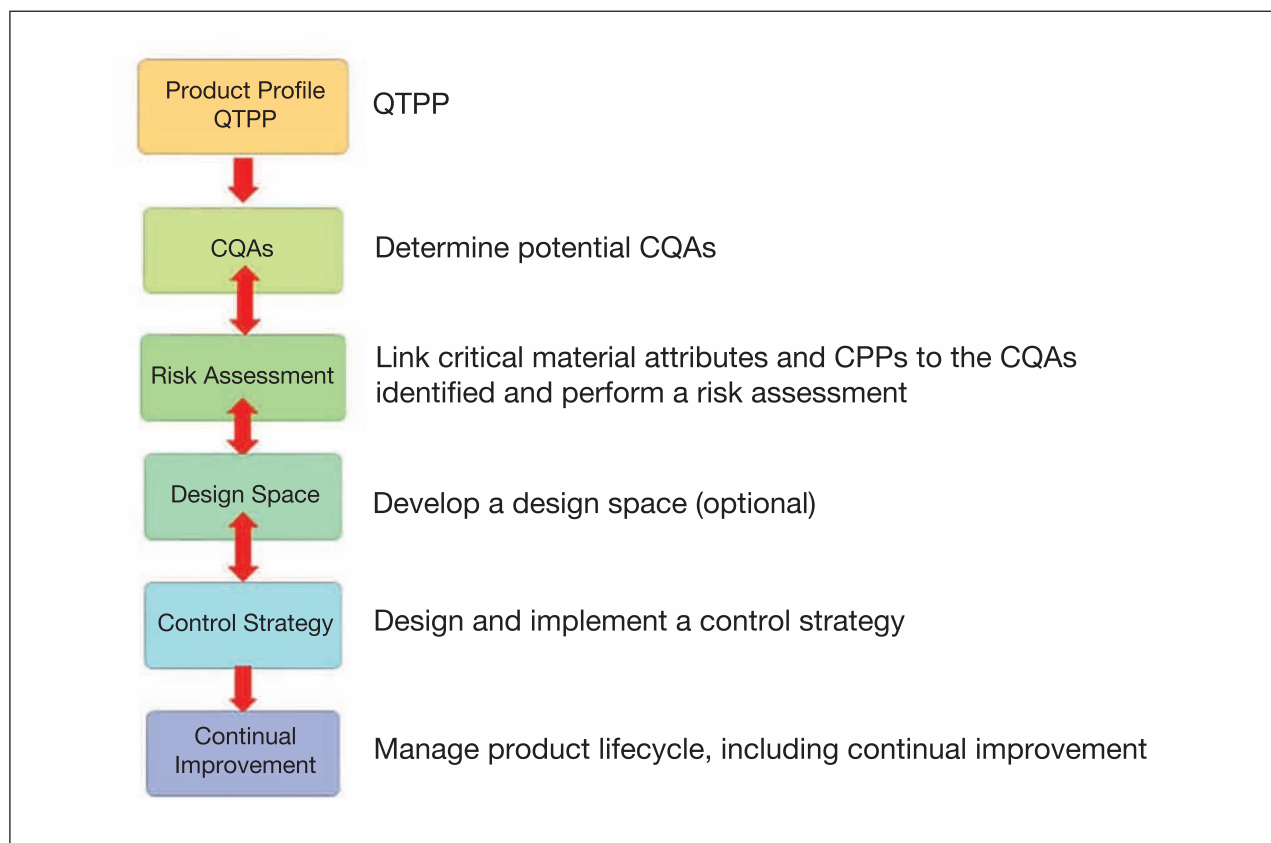 Product Profile
QTPP
QTPP
CQAs
Determine potential CQAs
Risk Assessment
Link critical material attributes and CPPs to the CQAs
identified and perform a risk assessment
Design Space
Develop a design space (optional)
Control Strategy
Design and implement a control strategy
Continual
Improvement
Manage product lifecycle, including continual improvement